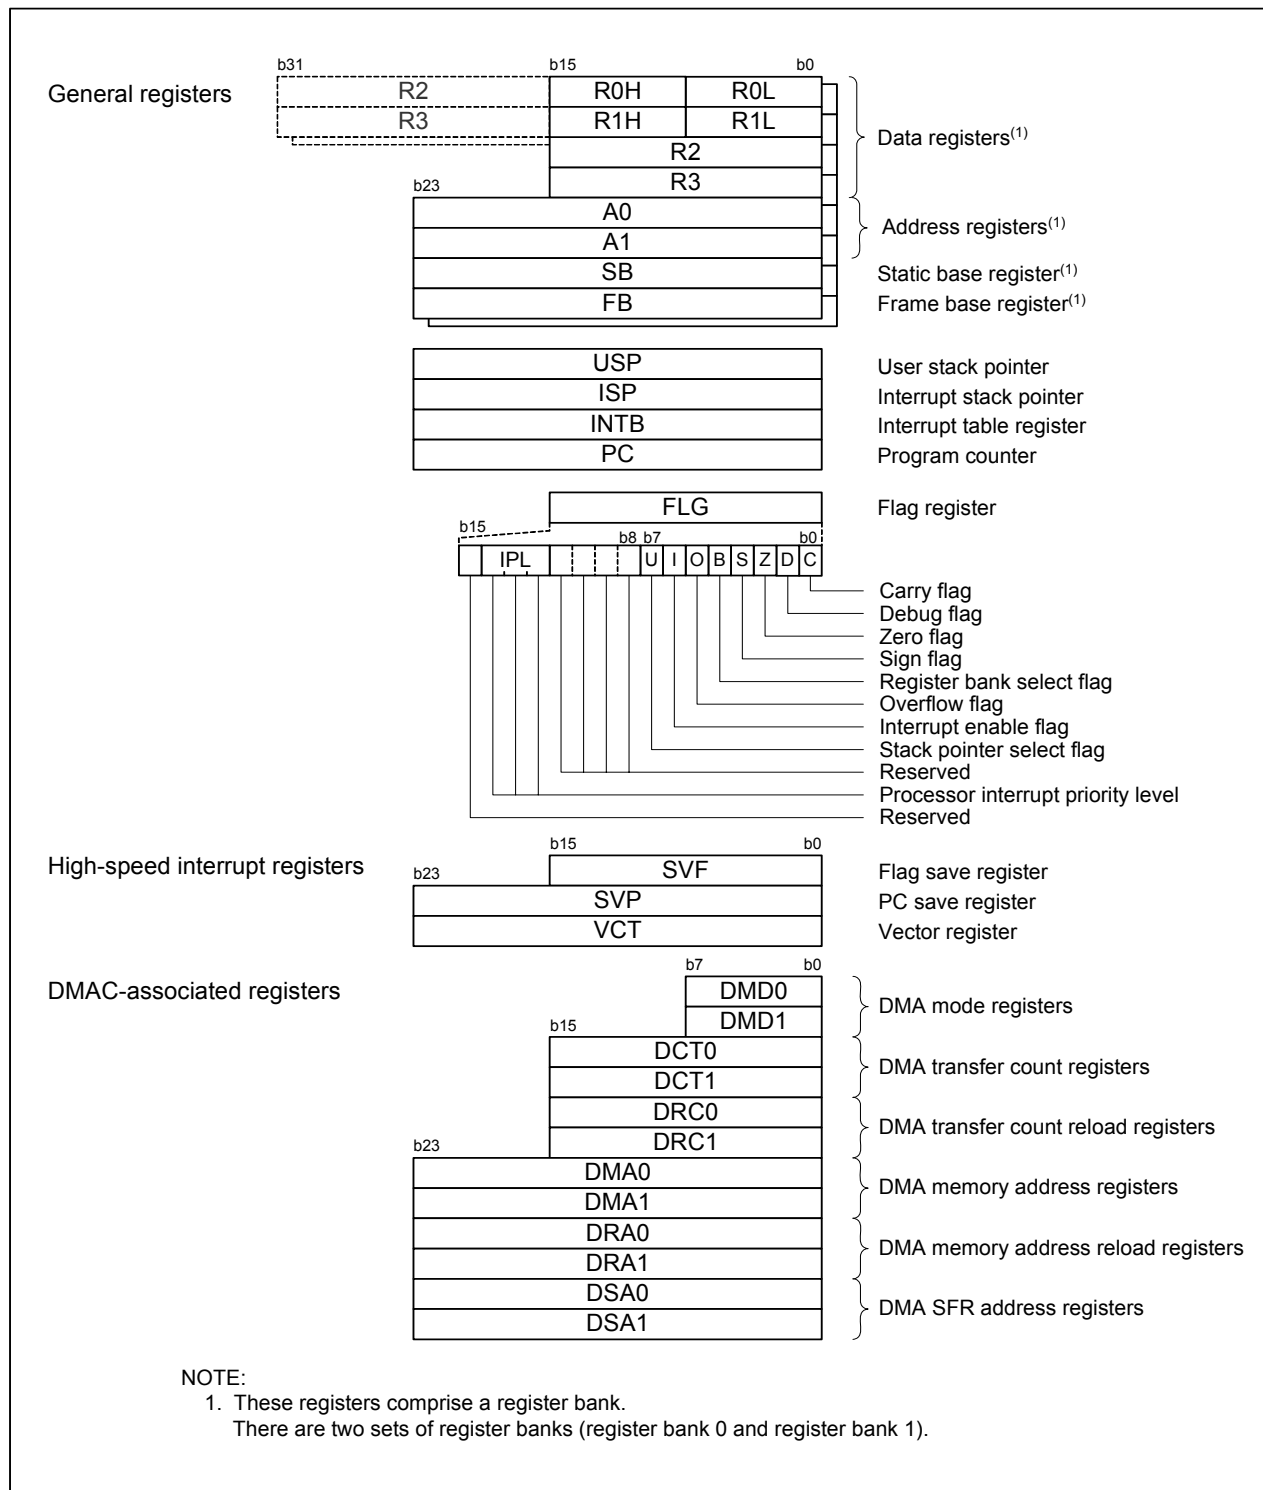 b31 b15 b0
General registers R2 R0H R0L
R3 R1H R1L
R2
Data registers(1)
b23 R3
A0
A1
Address registers(1)
SB Static base register(1)
FB Frame base register(1)
USP User stack pointer
ISP Interrupt stack pointer
INTB Interrupt table register
PC Program counter
FLG Flag register
b15 b8 b7 b0
IPL U I O B S Z D C
Carry flag
Debug flag
Zero flag
Sign flag
Register bank select flag
Overflow flag
Interrupt enable flag
Stack pointer select flag
Reserved
Processor interrupt priority level
Reserved
b15 b0
High-speed interrupt registers b23 SVF Flag save register
SVP PC save register
VCT Vector register
b7 b0
DMAC-associated registers DMD0
DMA mode registers
b15 DMD1
DCT0
DMA transfer count registers
DCT1
DRC0
DMA transfer count reload registers
b23 DRC1
DMA0
DMA memory address registers
DMA1
DRA0
DMA memory address reload registers
DRA1
DSA0
DMA SFR address registers
DSA1
NOTE:
1. These registers comprise a register bank.
There are two sets of register banks (register bank 0 and register bank 1).